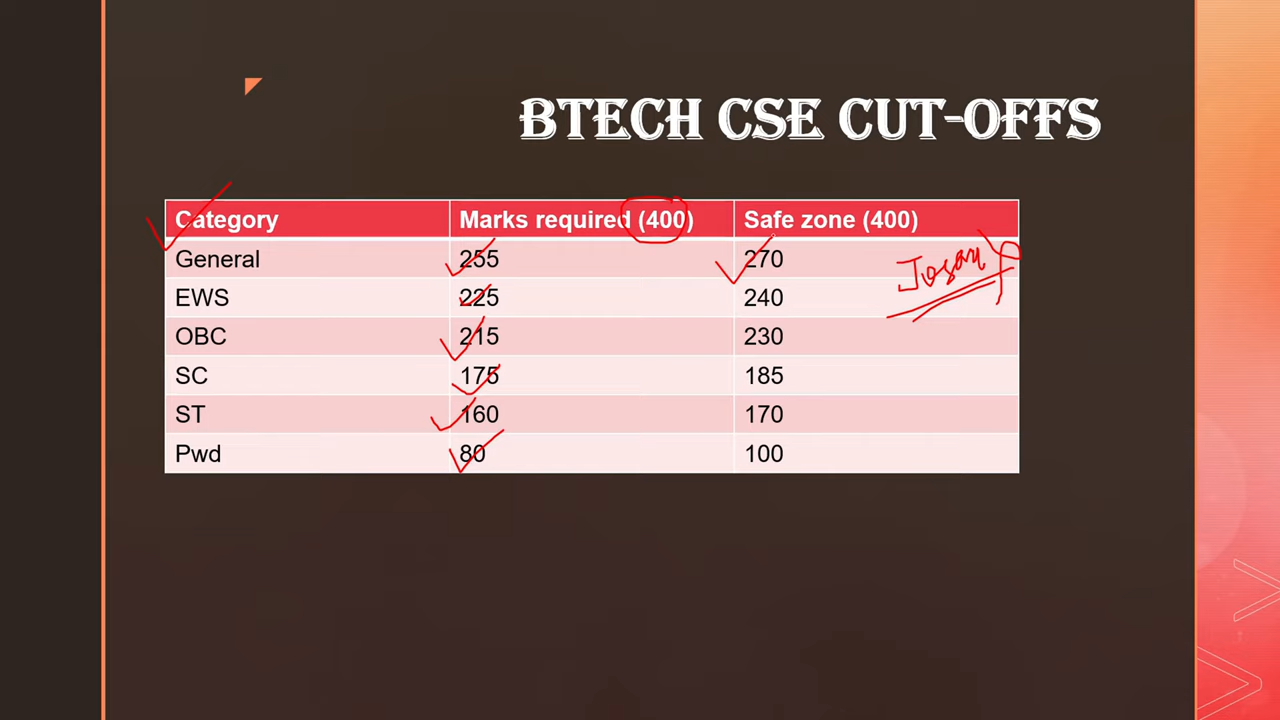 BTECH CSE CUT-OFFS
Category Marks required (400) Safe zone (400)
General 255 270
EWS 225 240
OBC 215 230
SC 175 185
ST 160 170
Pwd 80 100